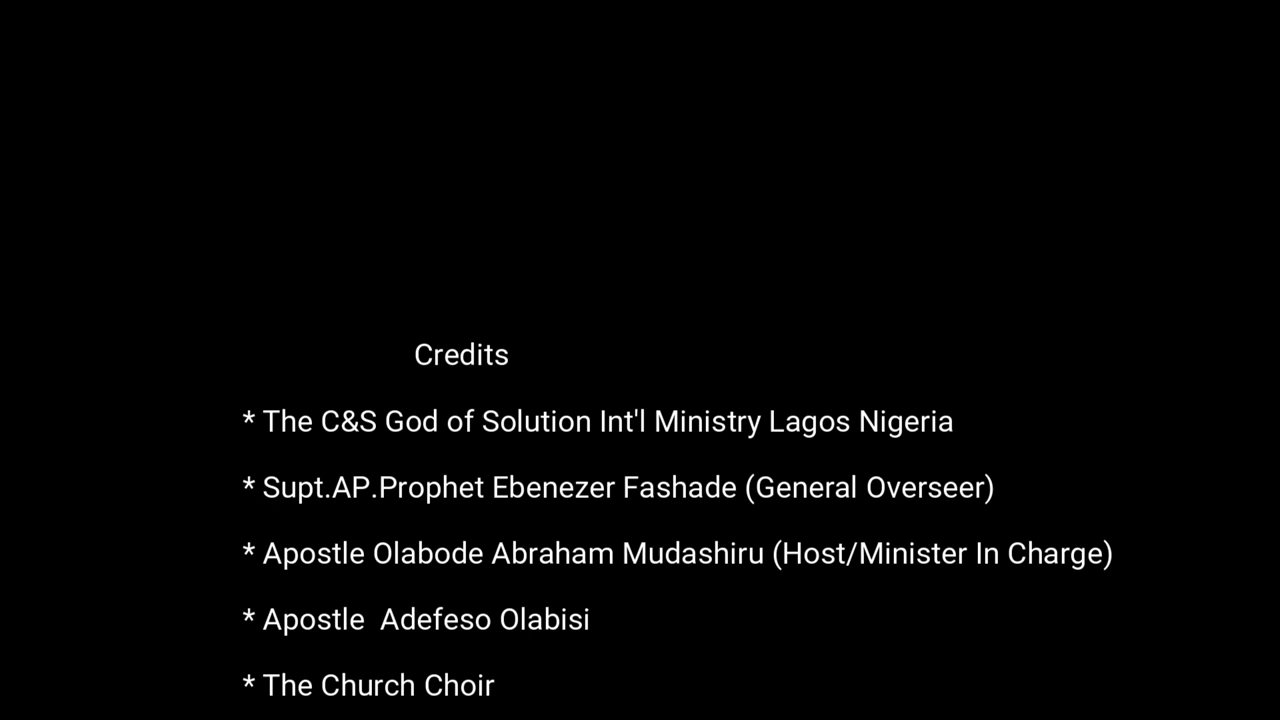 Credits
* The C&S God of Solution Int'l Ministry Lagos Nigeria
* Supt.AP.Prophet Ebenezer Fashade (General Overseer)
* Apostle Olabode Abraham Mudashiru (Host/Minister In Charge)
* Apostle  Adefeso Olabisi
* The Church Choir